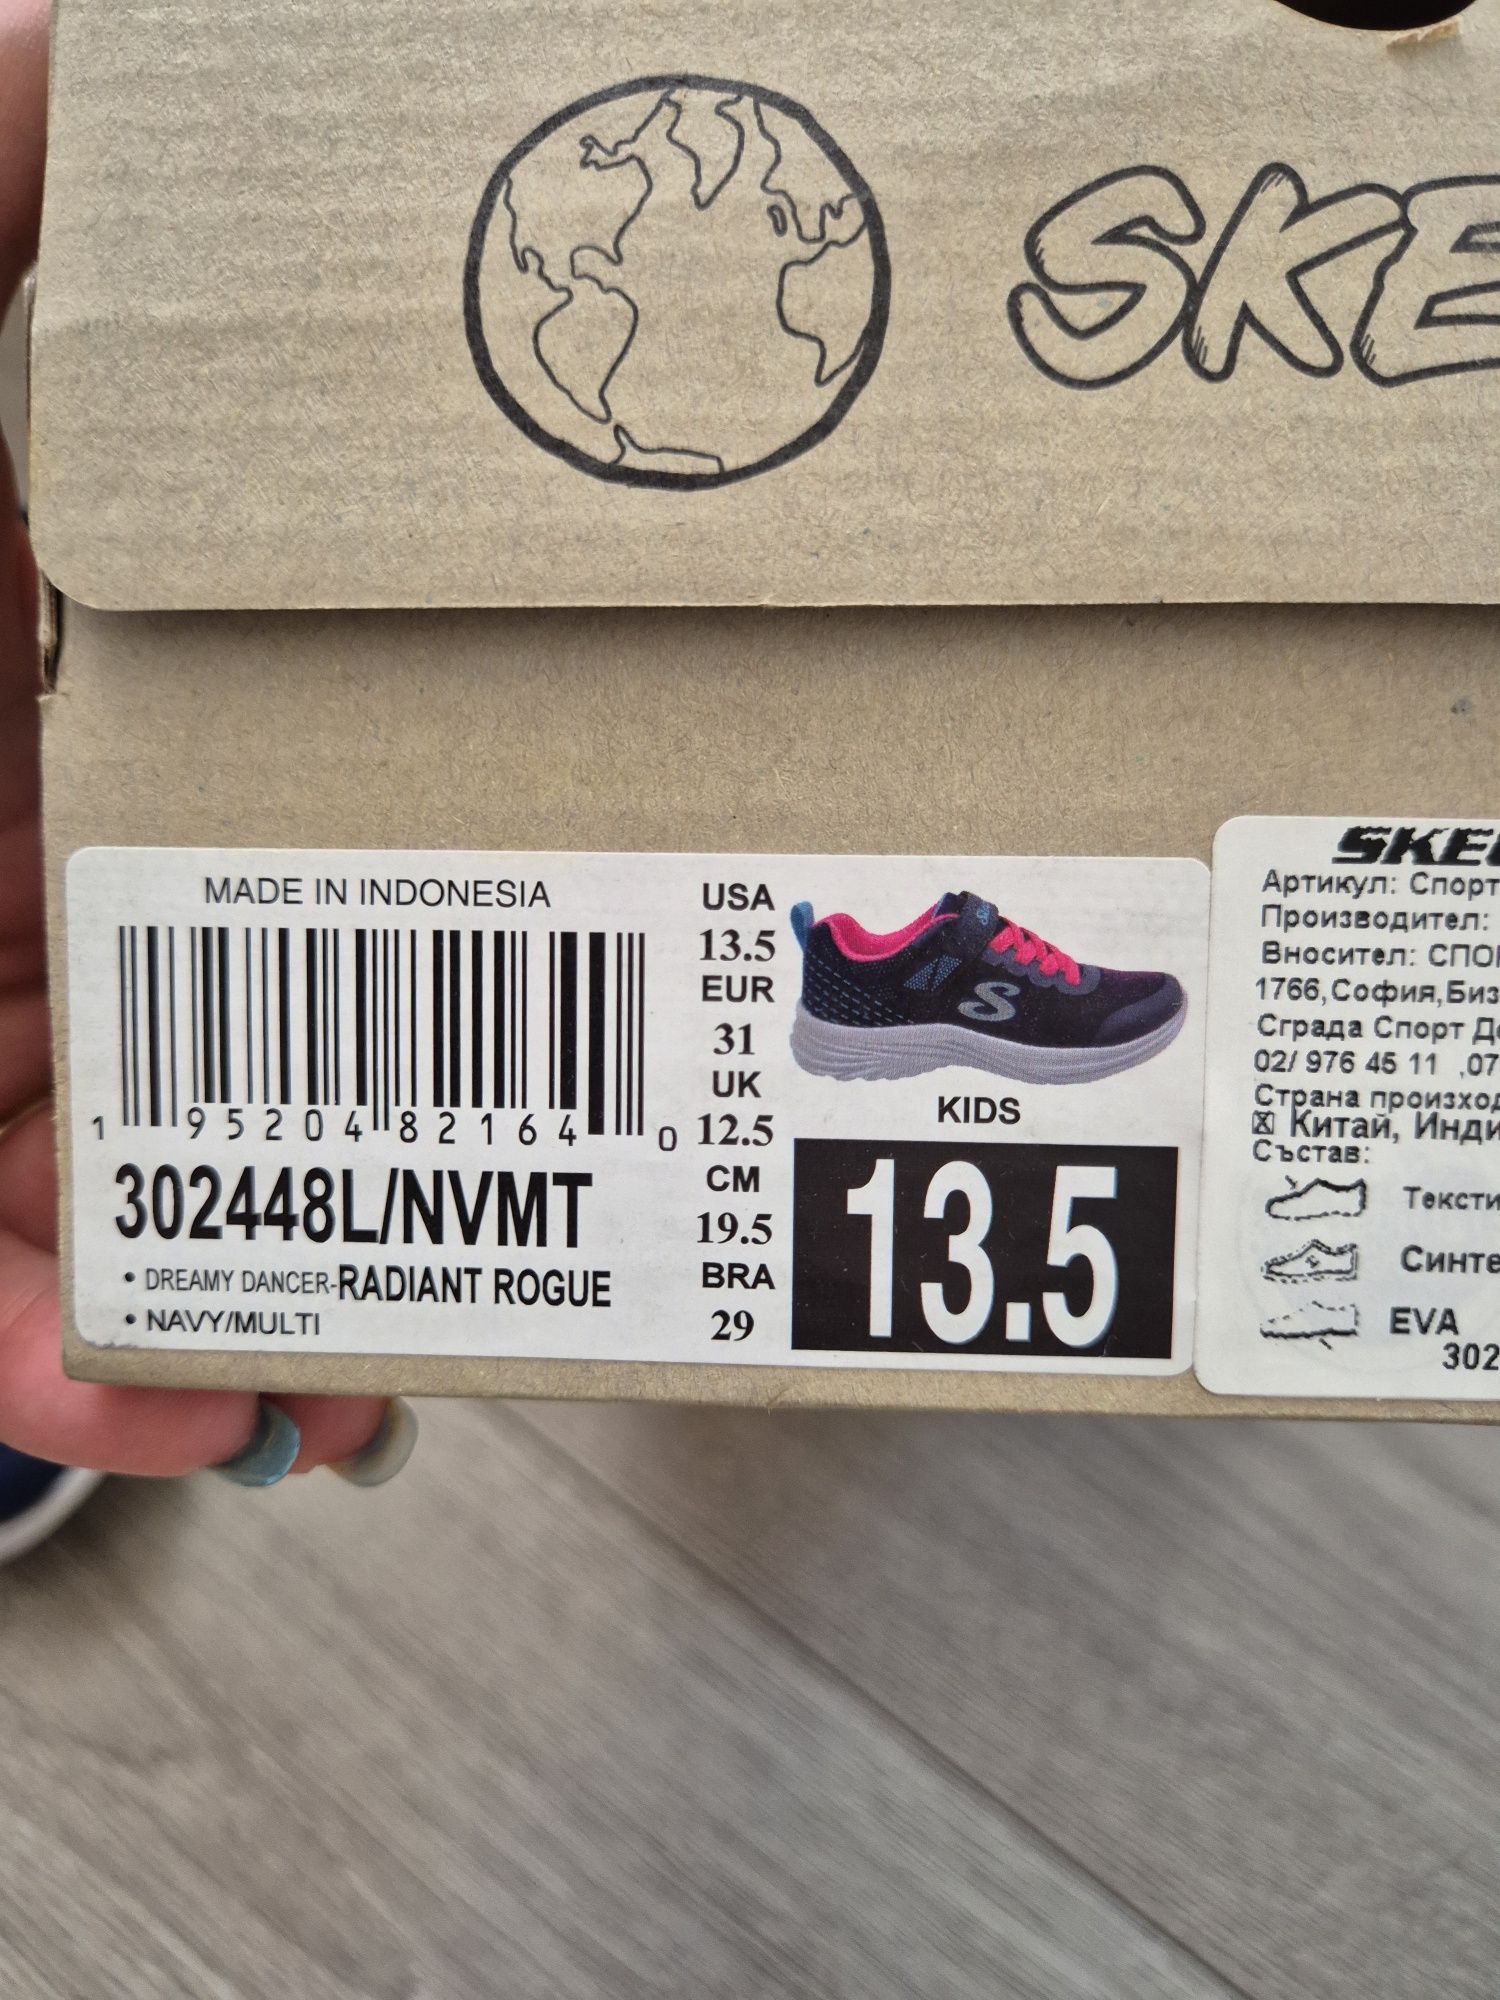 SKE
MADE IN INDONESIA
1 95204 82164 0
302448L/NVMT
• DREAMY DANCER-RADIANT ROGUE
• NAVY/MULTI
USA
13.5
EUR
31
UK
12.5
CM
19.5
BRA
29
S
KIDS
13.5
SKE
Артикул: Спорт
Производител:
Вносител: СПО
1766,София,Биз
Сграда Спорт Де
02/ 976 45 11 ,07
Страна произход
☒ Китай, Инди
Състав:
Тексти
Синте
EVA
302